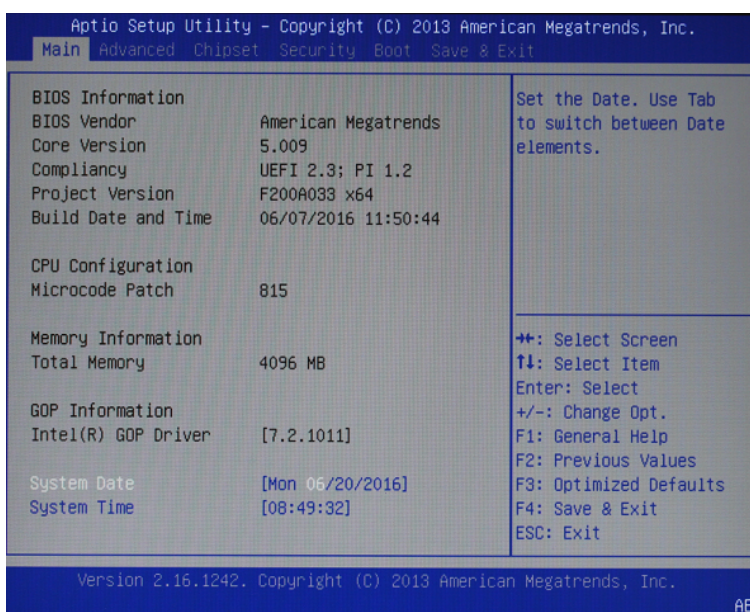 Aptio Setup Utility – Copyright (C) 2013 American Megatrends, Inc.
Main Advanced Chipset Security Boot Save & Exit
BIOS Information
BIOS Vendor American Megatrends
Core Version 5.009
Compliancy UEFI 2.3; PI 1.2
Project Version F200A033 x64
Build Date and Time 06/07/2016 11:50:44
CPU Configuration
Microcode Patch 815
Memory Information
Total Memory 4096 MB
GOP Information
Intel(R) GOP Driver [7.2.1011]
System Date [Mon 06/20/2016]
System Time [08:49:32]
Set the Date. Use Tab
to switch between Date
elements.
→←: Select Screen
↑↓: Select Item
Enter: Select
+/-: Change Opt.
F1: General Help
F2: Previous Values
F3: Optimized Defaults
F4: Save & Exit
ESC: Exit
Version 2.16.1242. Copyright (C) 2013 American Megatrends, Inc.